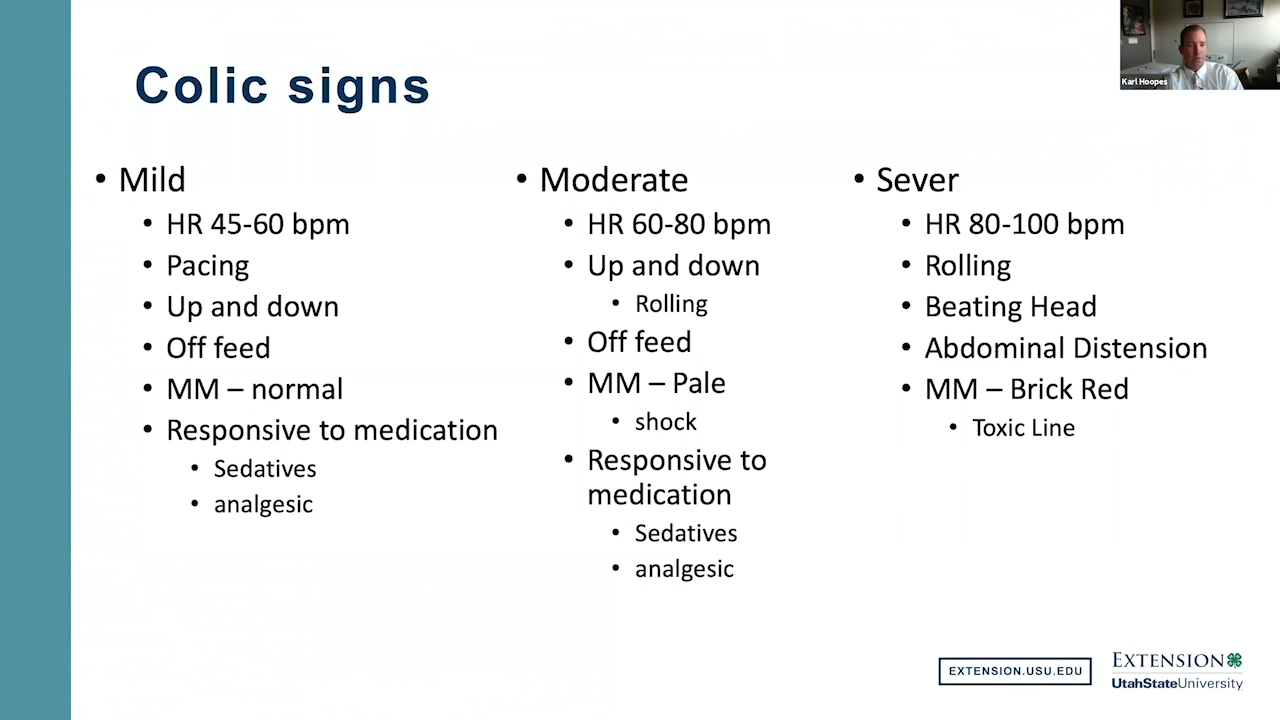 Karl Hoopes
Colic signs
• Mild
• HR 45-60 bpm
• Pacing
• Up and down
• Off feed
• MM – normal
• Responsive to medication
• Sedatives
• analgesic
• Moderate
• HR 60-80 bpm
• Up and down
• Rolling
• Off feed
• MM – Pale
• shock
• Responsive to
medication
• Sedatives
• analgesic
• Sever
• HR 80-100 bpm
• Rolling
• Beating Head
• Abdominal Distension
• MM – Brick Red
• Toxic Line
EXTENSION.USU.EDU
EXTENSION
UtahStateUniversity